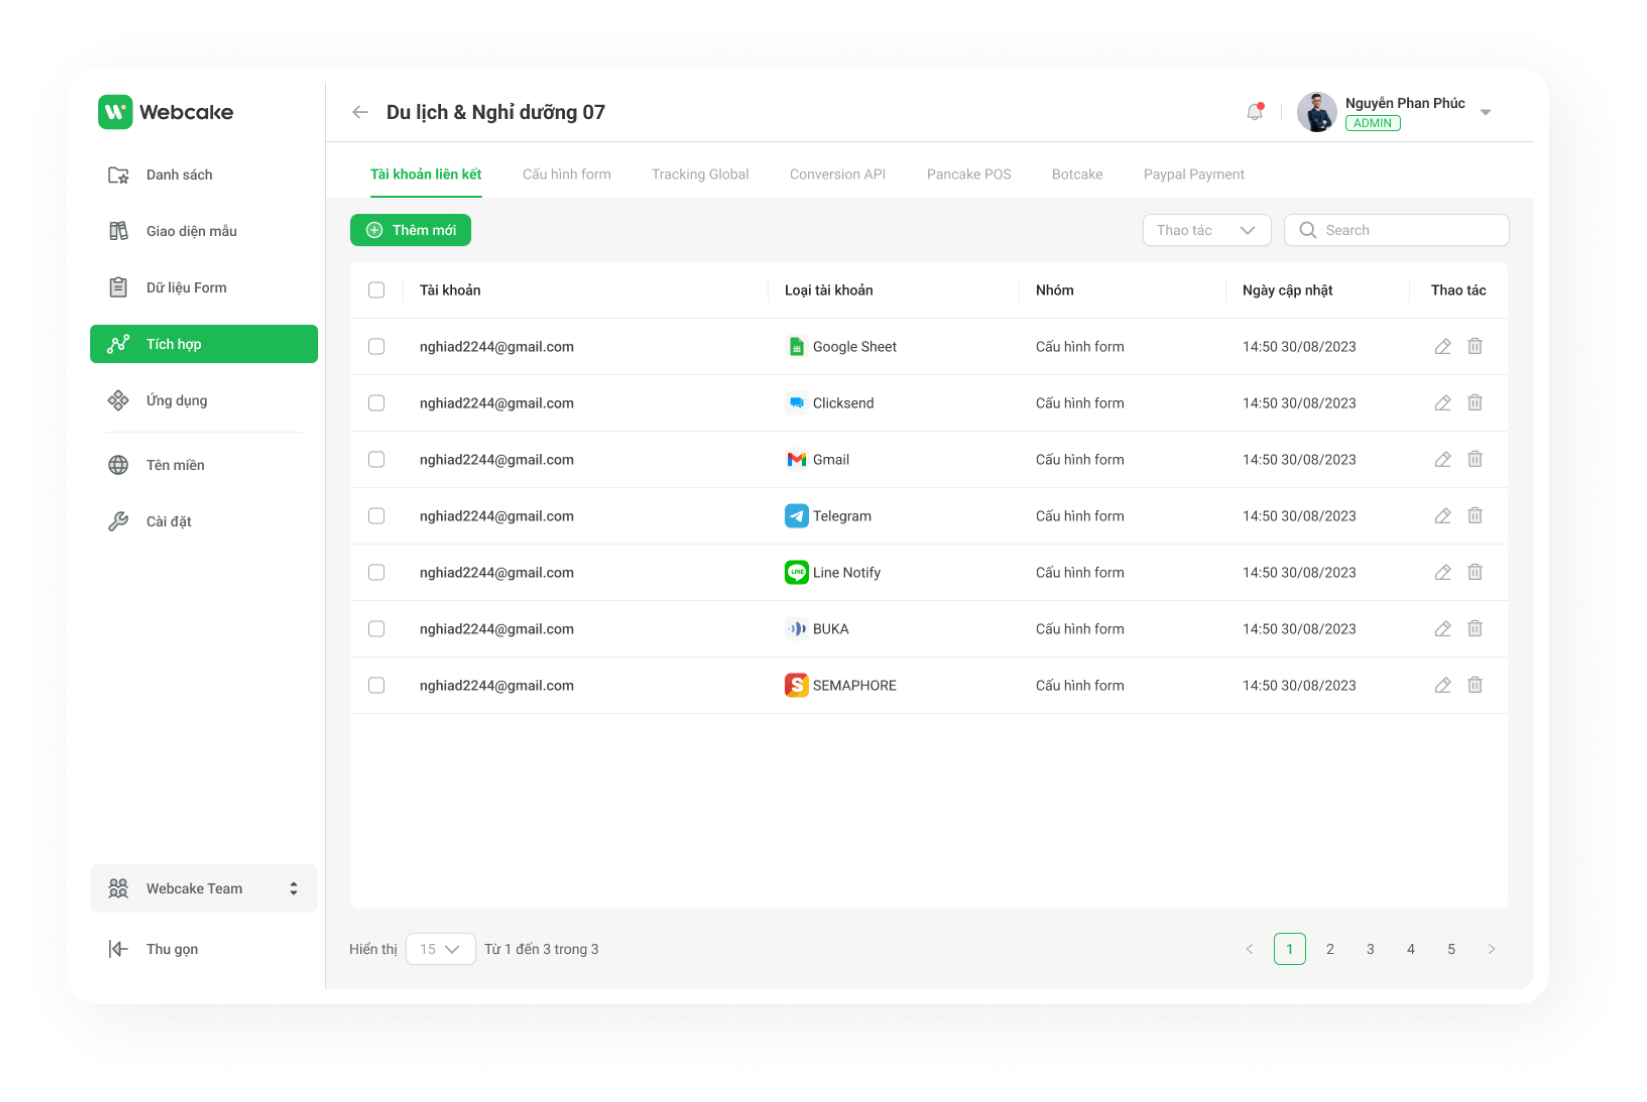 Webcake
Du lịch & Nghỉ dưỡng 07
Nguyễn Phan Phúc
ADMIN
Danh sách
Giao diện mẫu
Dữ liệu Form
Tích hợp
Ứng dụng
Tên miền
Cài đặt
Webcake Team
Thu gọn
Tài khoản liên kết Cấu hình form Tracking Global Conversion API Pancake POS Botcake Paypal Payment
Thêm mới Thao tác Search
Tài khoản Loại tài khoản Nhóm Ngày cập nhật Thao tác
nghiad2244@gmail.com Google Sheet Cấu hình form 14:50 30/08/2023
nghiad2244@gmail.com Clicksend Cấu hình form 14:50 30/08/2023
nghiad2244@gmail.com Gmail Cấu hình form 14:50 30/08/2023
nghiad2244@gmail.com Telegram Cấu hình form 14:50 30/08/2023
nghiad2244@gmail.com LINE Line Notify Cấu hình form 14:50 30/08/2023
nghiad2244@gmail.com BUKA Cấu hình form 14:50 30/08/2023
nghiad2244@gmail.com S SEMAPHORE Cấu hình form 14:50 30/08/2023
Hiển thị 15 Từ 1 đến 3 trong 3 < 1 2 3 4 5 >